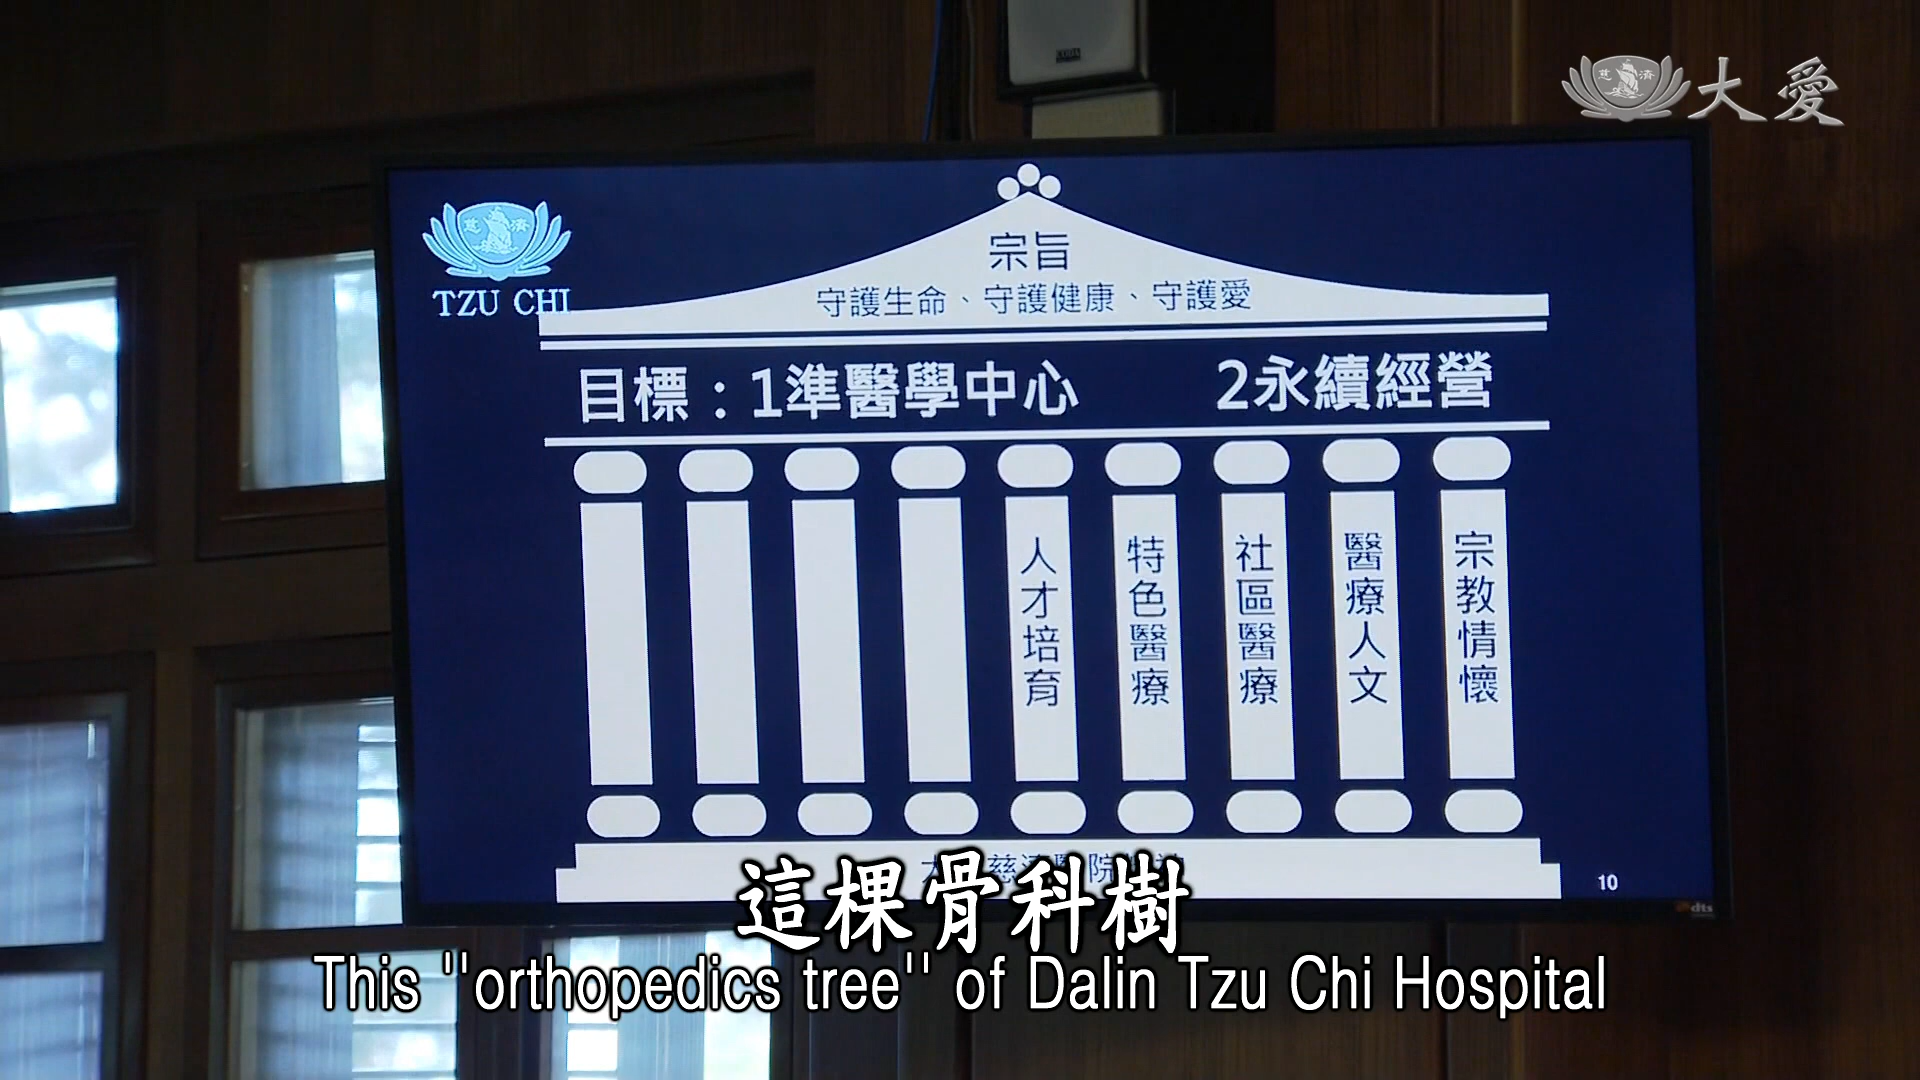 大愛
慈濟
TZU CHI
宗旨
守護生命、守護健康、守護愛
目標：1準醫學中心 2永續經營
人才培育
特色醫療
社區醫療
醫療人文
宗教情懷
10
dts
這棵骨科樹
This "orthopedics tree" of Dalin Tzu Chi Hospital